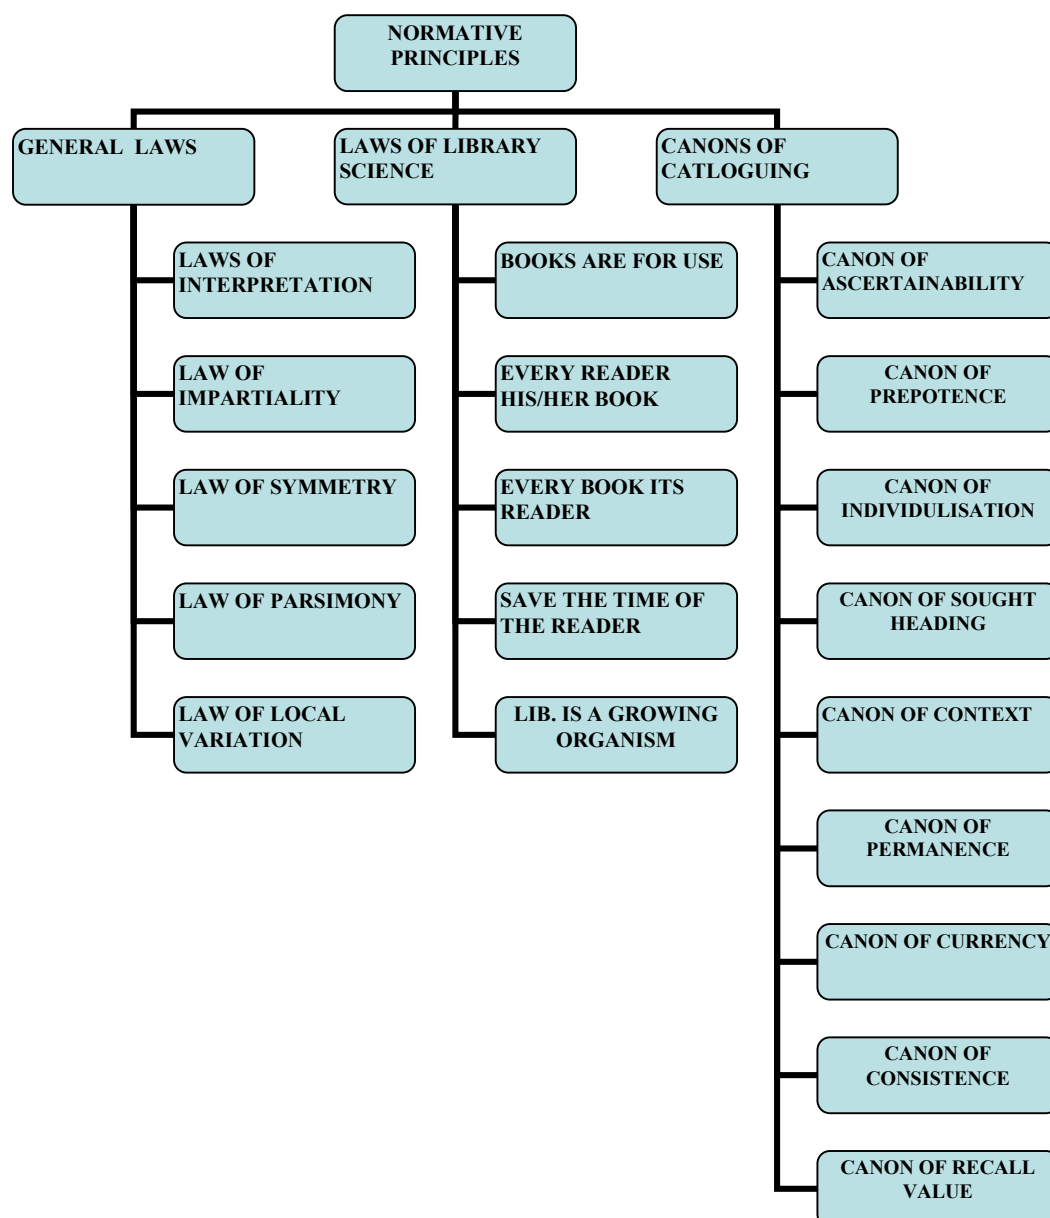 NORMATIVE
PRINCIPLES
GENERAL LAWS
LAWS OF LIBRARY
SCIENCE
CANONS OF
CATLOGUING
LAWS OF
INTERPRETATION
LAW OF
IMPARTIALITY
LAW OF SYMMETRY
LAW OF PARSIMONY
LAW OF LOCAL
VARIATION
BOOKS ARE FOR USE
EVERY READER
HIS/HER BOOK
EVERY BOOK ITS
READER
SAVE THE TIME OF
THE READER
LIB. IS A GROWING
ORGANISM
CANON OF
ASCERTAINABILITY
CANON OF
PREPOTENCE
CANON OF
INDIVIDULISATION
CANON OF SOUGHT
HEADING
CANON OF CONTEXT
CANON OF
PERMANENCE
CANON OF CURRENCY
CANON OF
CONSISTENCE
CANON OF RECALL
VALUE